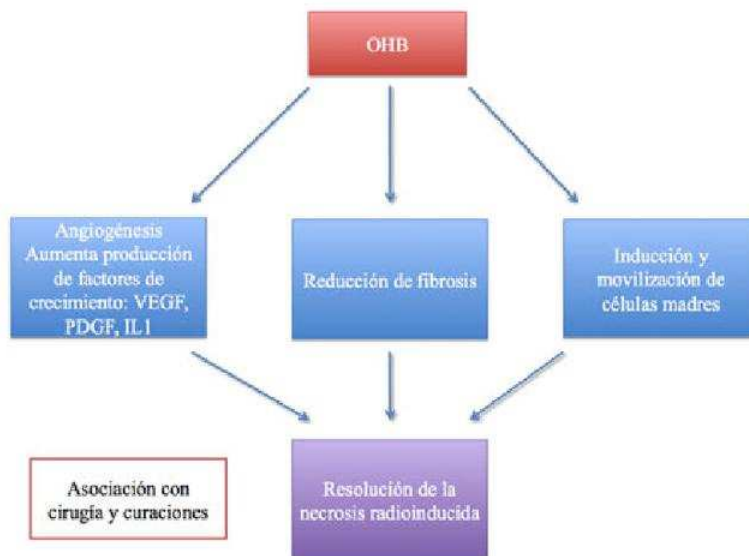 OHB
Angiogénesis
Aumenta producción
de factores de
crecimiento: VEGF,
PDGF, IL1
Reducción de fibrosis
Inducción y
movilización de
células madres
Asociación con
cirugía y curaciones
Resolución de la
necrosis radioinducida